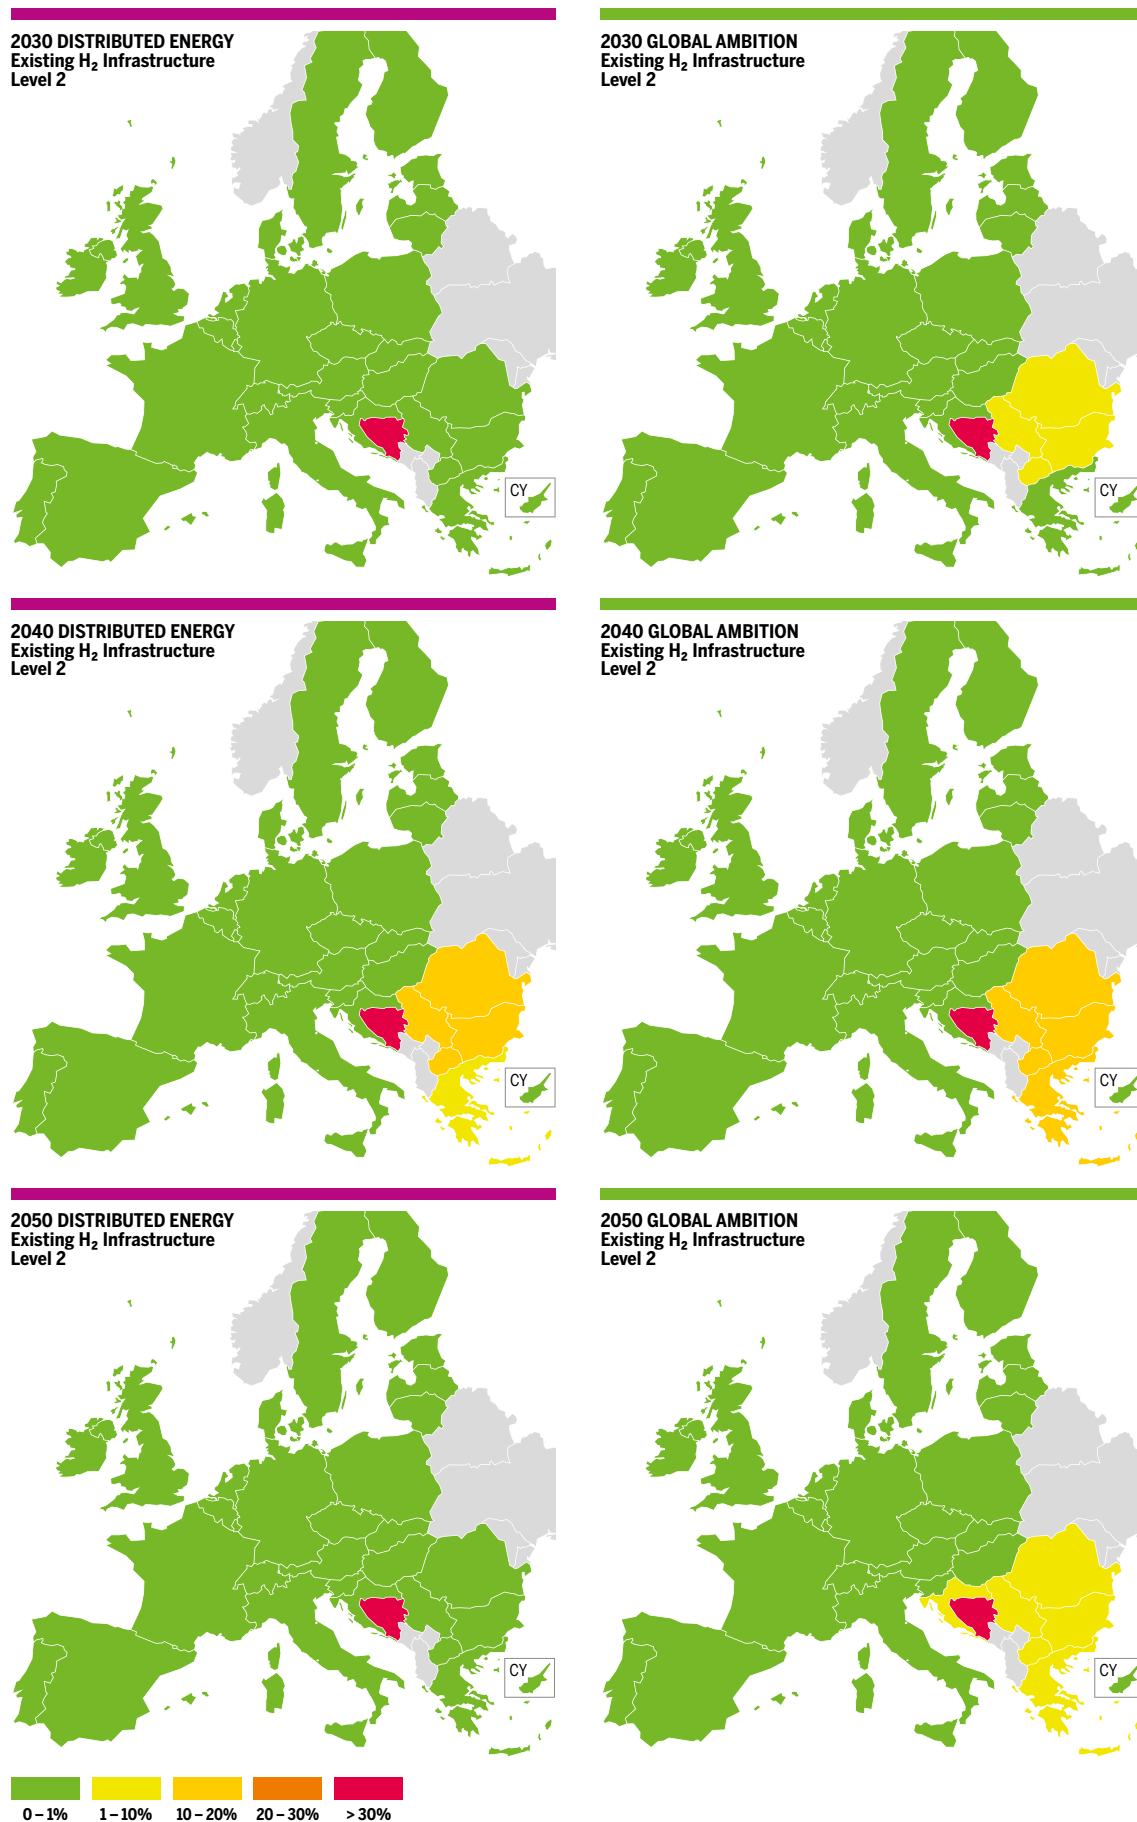 2030 DISTRIBUTED ENERGY
Existing H₂ Infrastructure
Level 2
CY
2030 GLOBAL AMBITION
Existing H₂ Infrastructure
Level 2
CY
2040 DISTRIBUTED ENERGY
Existing H₂ Infrastructure
Level 2
CY
2040 GLOBAL AMBITION
Existing H₂ Infrastructure
Level 2
CY
2050 DISTRIBUTED ENERGY
Existing H₂ Infrastructure
Level 2
CY
2050 GLOBAL AMBITION
Existing H₂ Infrastructure
Level 2
CY
0 – 1% 1 – 10% 10 – 20% 20 – 30% > 30%